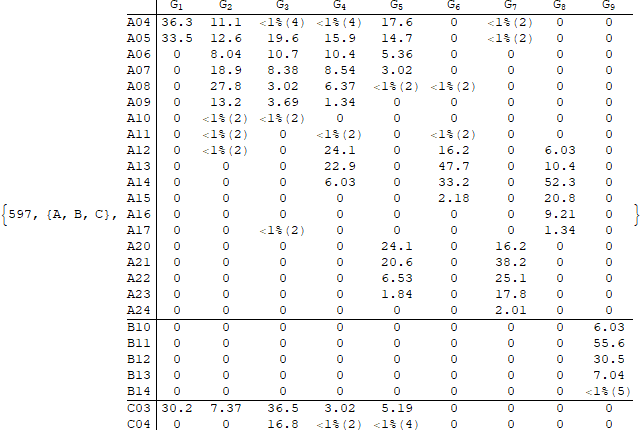 G1 G2 G3 G4 G5 G6 G7 G8 G9
A04 36.3 11.1 <1%(4) <1%(4) 17.6 0 <1%(2) 0 0
A05 33.5 12.6 19.6 15.9 14.7 0 <1%(2) 0 0
A06 0 8.04 10.7 10.4 5.36 0 0 0 0
A07 0 18.9 8.38 8.54 3.02 0 0 0 0
A08 0 27.8 3.02 6.37 <1%(2) <1%(2) 0 0 0
A09 0 13.2 3.69 1.34 0 0 0 0 0
A10 0 <1%(2) <1%(2) 0 0 0 0 0 0
A11 0 <1%(2) 0 <1%(2) 0 <1%(2) 0 0 0
A12 0 <1%(2) 0 24.1 0 16.2 0 6.03 0
A13 0 0 0 22.9 0 47.7 0 10.4 0
A14 0 0 0 6.03 0 33.2 0 52.3 0
A15 0 0 0 0 0 2.18 0 20.8 0
{597, {A, B, C}, A16 0 0 0 0 0 0 0 9.21 0 }
A17 0 0 <1%(2) 0 0 0 0 1.34 0
A20 0 0 0 0 24.1 0 16.2 0 0
A21 0 0 0 0 20.6 0 38.2 0 0
A22 0 0 0 0 6.53 0 25.1 0 0
A23 0 0 0 0 1.84 0 17.8 0 0
A24 0 0 0 0 0 0 2.01 0 0
B10 0 0 0 0 0 0 0 0 6.03
B11 0 0 0 0 0 0 0 0 55.6
B12 0 0 0 0 0 0 0 0 30.5
B13 0 0 0 0 0 0 0 0 7.04
B14 0 0 0 0 0 0 0 0 <1%(5)
C03 30.2 7.37 36.5 3.02 5.19 0 0 0 0
C04 0 0 16.8 <1%(2) <1%(4) 0 0 0 0